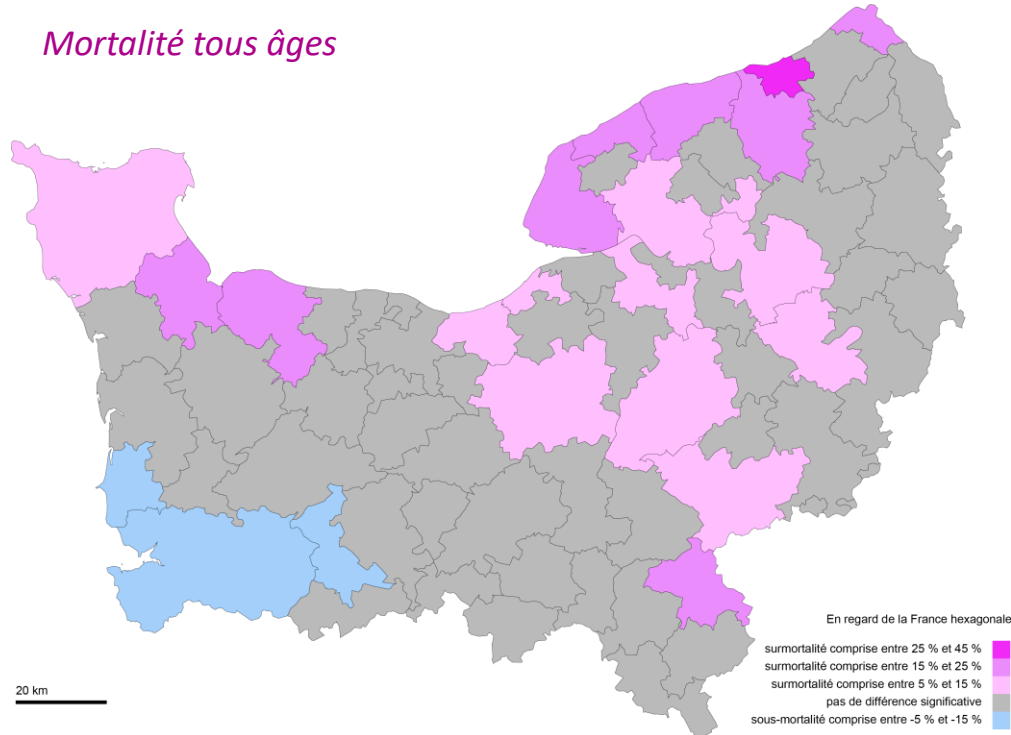 Mortalité tous âges
20 km
En regard de la France hexagonale
surmortalité comprise entre 25 % et 45 %
surmortalité comprise entre 15 % et 25 %
surmortalité comprise entre 5 % et 15 %
pas de différence significative
sous-mortalité comprise entre -5 % et -15 %